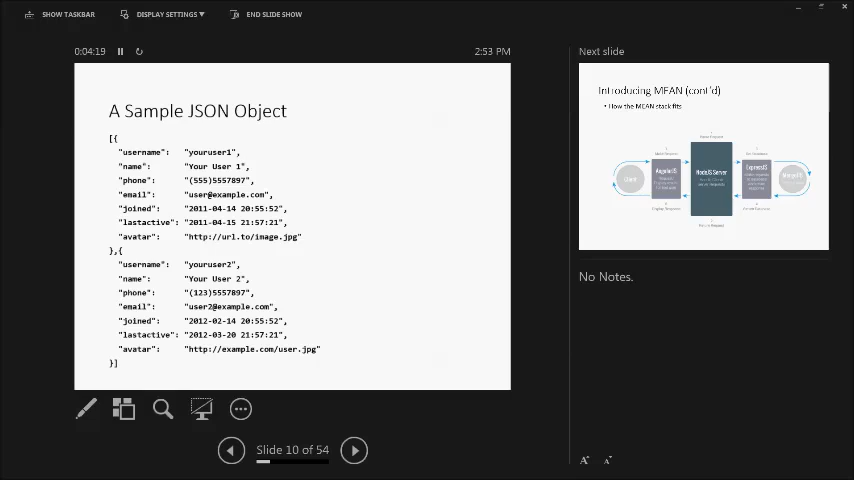 SHOW TASKBAR
DISPLAY SETTINGS ▼
END SLIDE SHOW
0:04:19
2:53 PM
A Sample JSON Object
[{
"username": "youruser1",
"name": "Your User 1",
"phone": "(555)5557897",
"email": "user@example.com",
"joined": "2011-04-14 20:55:52",
"lastactive": "2011-04-15 21:57:21",
"avatar": "http://url.to/image.jpg"
},{
"username": "youruser2",
"name": "Your User 2",
"phone": "(123)5557897",
"email": "user2@example.com",
"joined": "2012-02-14 20:55:52",
"lastactive": "2012-03-20 21:57:21",
"avatar": "http://example.com/user.jpg"
}]
Slide 10 of 54
Next slide
Introducing MEAN (cont'd)
• How the MEAN stack fits
Client
AngularJS
NodeJS Server
ExpressJS
MongoDB
No Notes.
A
A